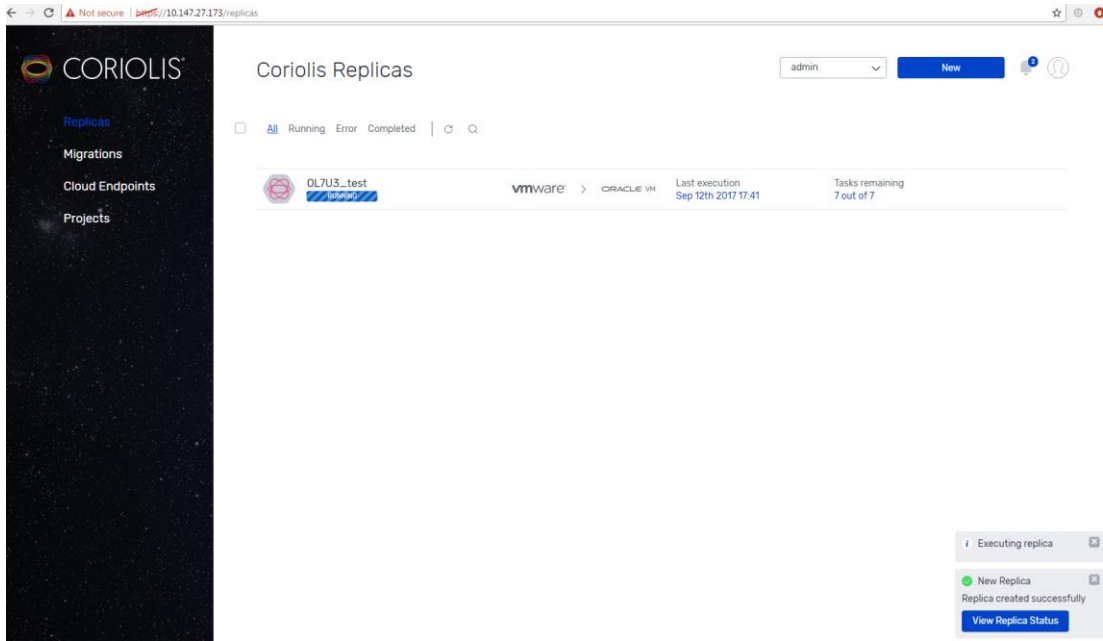 Not secure | https://10.147.27.173/replicas
CORIOLIS®
Replicas
Migrations
Cloud Endpoints
Projects
Coriolis Replicas
admin
New
2
All Running Error Completed
OL7U3_test
RUNNING
vmware > ORACLE VM
Last execution
Sep 12th 2017 17:41
Tasks remaining
7 out of 7
i Executing replica
New Replica
Replica created successfully
View Replica Status